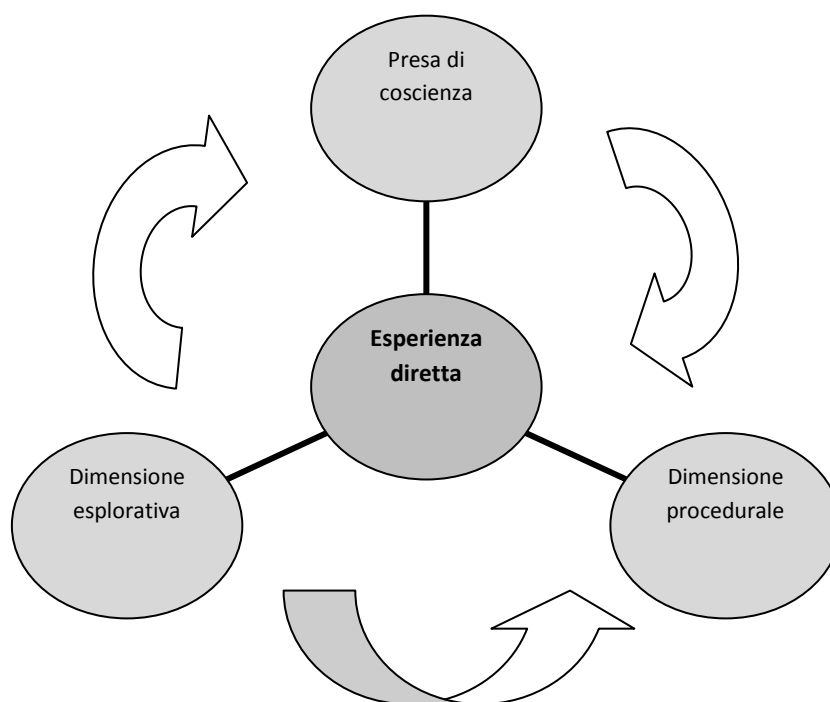 Presa di
coscienza
Esperienza
diretta
Dimensione
esplorativa
Dimensione
procedurale